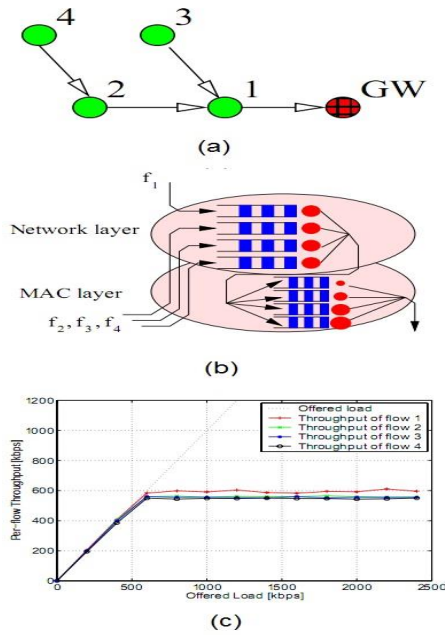 4 3
2 1 GW
(a)
f1
Network layer
MAC layer
f2, f3, f4
(b)
1200
1000
800
600
400
200
0
Per-flow Throughput [kbps]
Offered load
Throughput of flow 1
Throughput of flow 2
Throughput of flow 3
Throughput of flow 4
0 500 1000 1500 2000 2500
Offered Load [kbps]
(c)